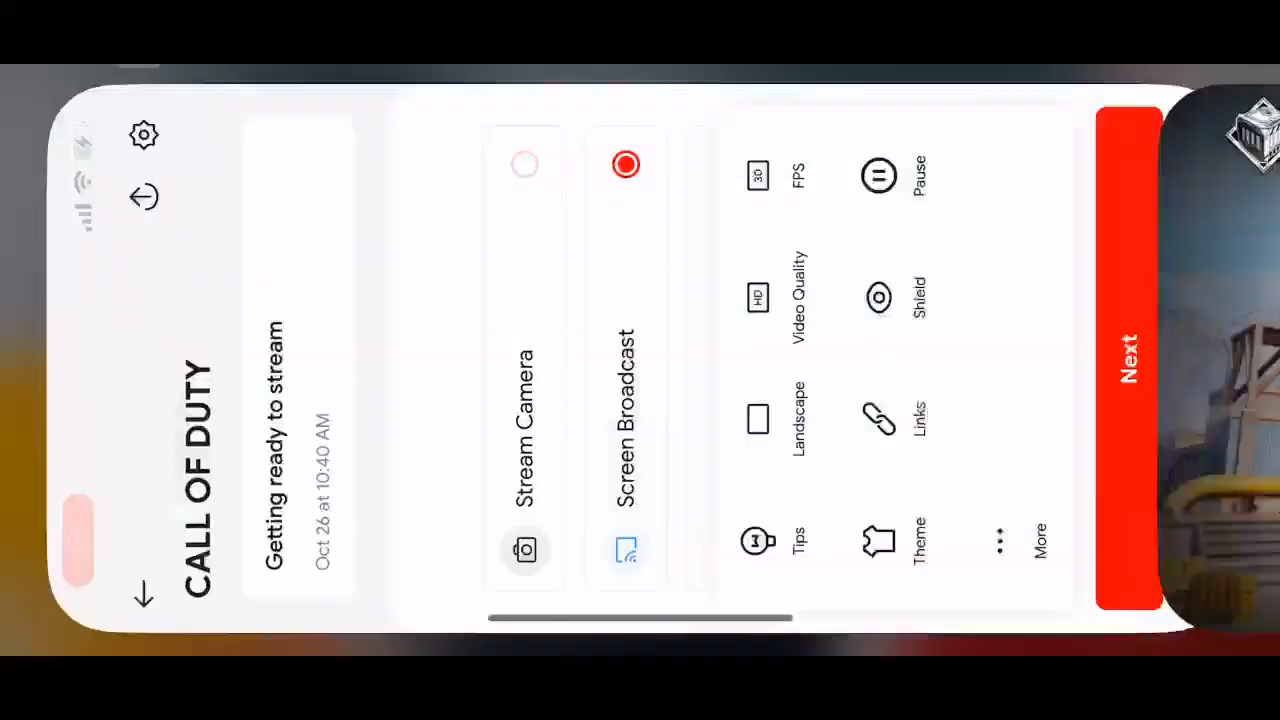 CALL OF DUTY
Getting ready to stream
Oct 26 at 10:40 AM
Stream Camera
Screen Broadcast
Tips
Landscape
Video Quality
HD
FPS
30
Theme
Links
Shield
Pause
More
Next